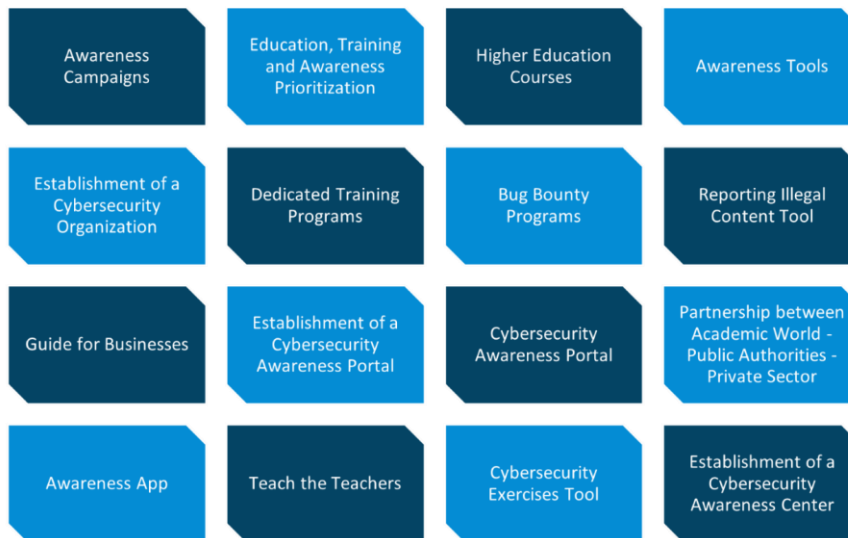 Awareness
Campaigns
Education, Training
and Awareness
Prioritization
Higher Education
Courses
Awareness Tools
Establishment of a
Cybersecurity
Organization
Dedicated Training
Programs
Bug Bounty
Programs
Reporting Illegal
Content Tool
Guide for Businesses
Establishment of a
Cybersecurity
Awareness Portal
Cybersecurity
Awareness Portal
Partnership between
Academic World -
Public Authorities -
Private Sector
Awareness App
Teach the Teachers
Cybersecurity
Exercises Tool
Establishment of a
Cybersecurity
Awareness Center